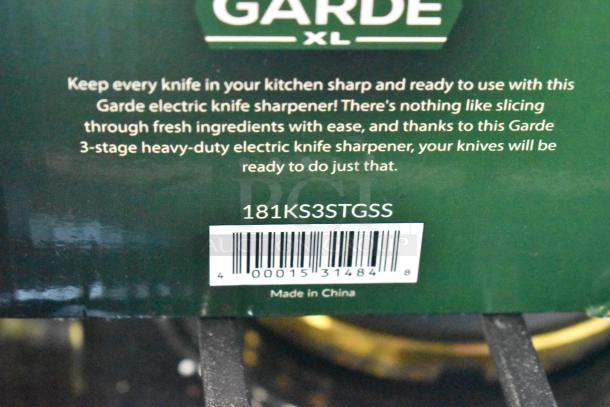 GARDE
XL
Keep every knife in your kitchen sharp and ready to use with this
Garde electric knife sharpener! There's nothing like slicing
through fresh ingredients with ease, and thanks to this Garde
3-stage heavy-duty electric knife sharpener, your knives will be
ready to do just that.
181KS3STGSS
4 00015 31484 8
Made in China